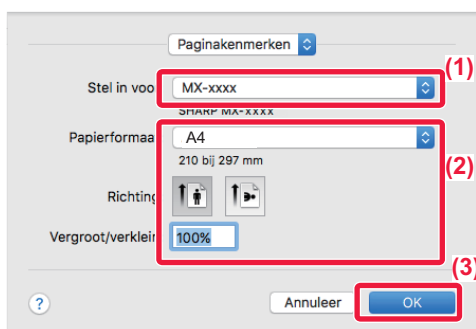 Paginakenmerken
(1)
Stel in voo MX-xxxx
SHARP MX-xxxx
Papierformaa A4
210 bij 297 mm
(2)
Richting
Vergroot/verklein 100%
(3)
? Annuleer OK